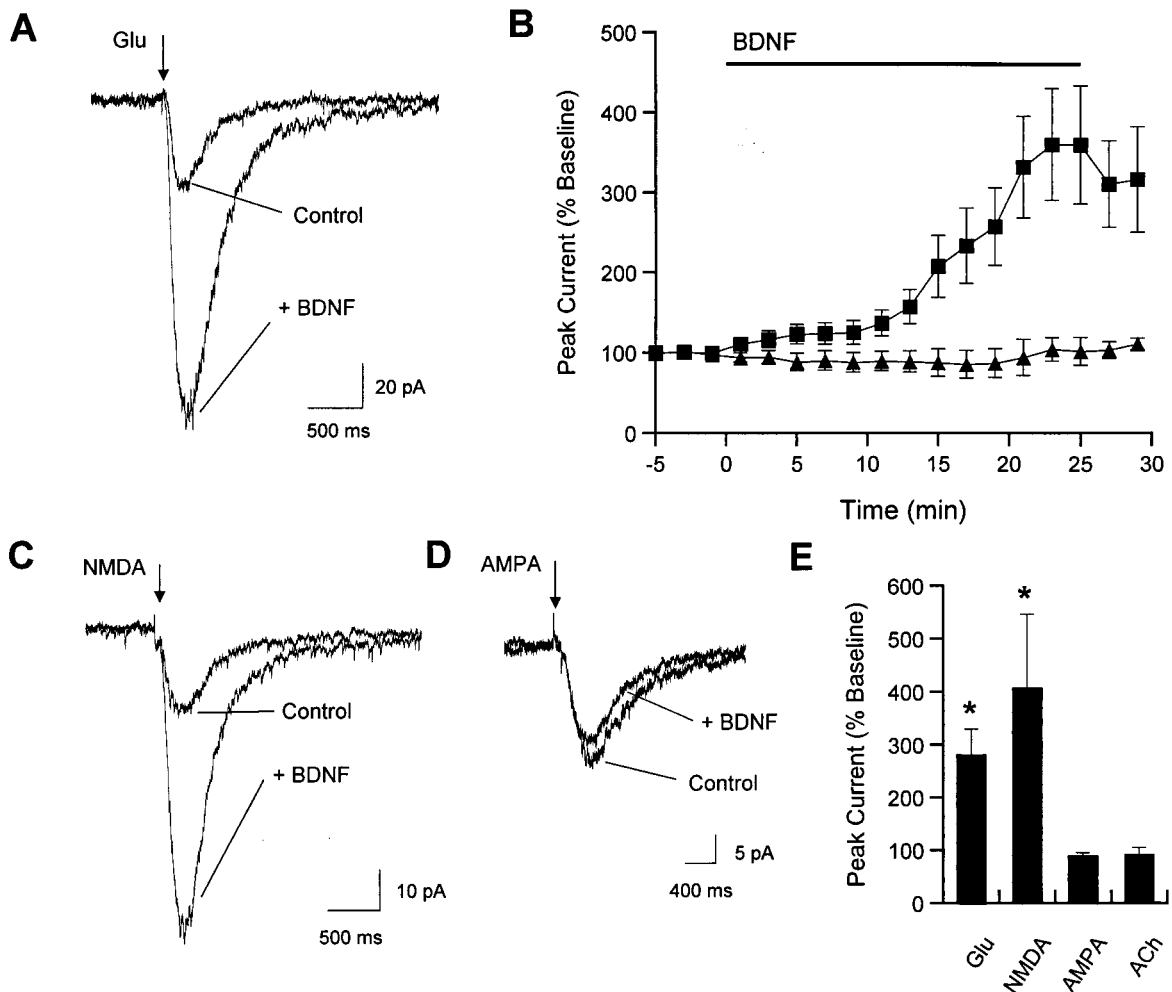 A
Glu
Control
+ BDNF
20 pA
500 ms
B
BDNF
Peak Current (% Baseline)
500
400
300
200
100
0
-5 0 5 10 15 20 25 30
Time (min)
C
NMDA
Control
+ BDNF
10 pA
500 ms
D
AMPA
+ BDNF
Control
5 pA
400 ms
E
Peak Current (% Baseline)
600
500
400
300
200
100
0
* *
Glu NMDA AMPA ACh